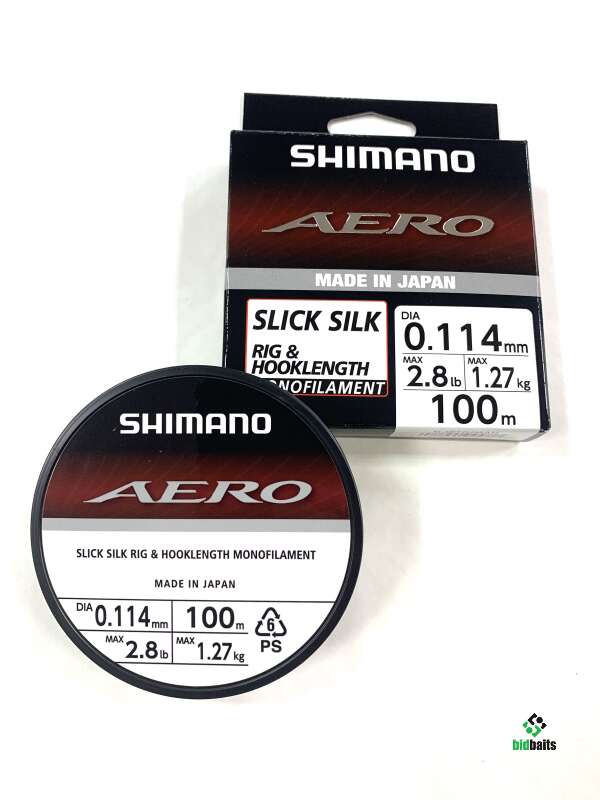 SHIMANO
AERO
MADE IN JAPAN
SLICK SILK
RIG &
HOOKLENGTH
MONOFILAMENT
DIA
0.114mm
MAX 2.8lb MAX 1.27kg
100m
SHIMANO
AERO
SLICK SILK RIG & HOOKLENGTH MONOFILAMENT
MADE IN JAPAN
DIA 0.114mm 100m
MAX 2.8lb MAX 1.27kg
6
PS
bidbaits